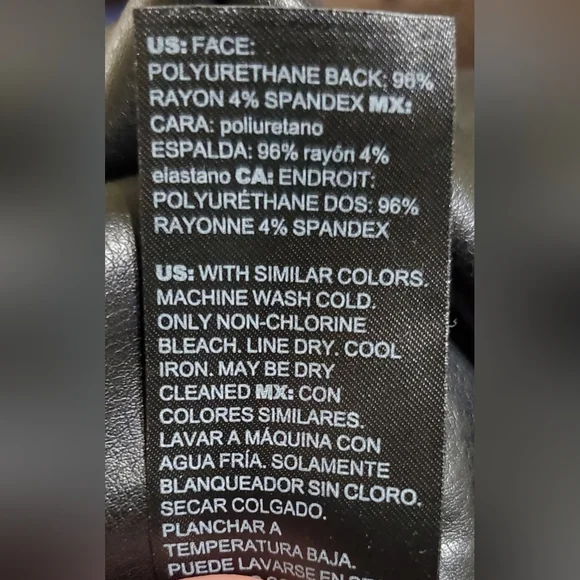 US: FACE:
POLYURETHANE BACK: 96%
RAYON 4% SPANDEX MX:
CARA: poliuretano
ESPALDA: 96% rayón 4%
elastano CA: ENDROIT:
POLYURÉTHANE DOS: 96%
RAYONNE 4% SPANDEX
US: WITH SIMILAR COLORS.
MACHINE WASH COLD.
ONLY NON-CHLORINE
BLEACH. LINE DRY. COOL
IRON. MAY BE DRY
CLEANED MX: CON
COLORES SIMILARES.
LAVAR A MÁQUINA CON
AGUA FRÍA. SOLAMENTE
BLANQUEADOR SIN CLORO.
SECAR COLGADO.
PLANCHAR A
TEMPERATURA BAJA.
PUEDE LAVARSE EN